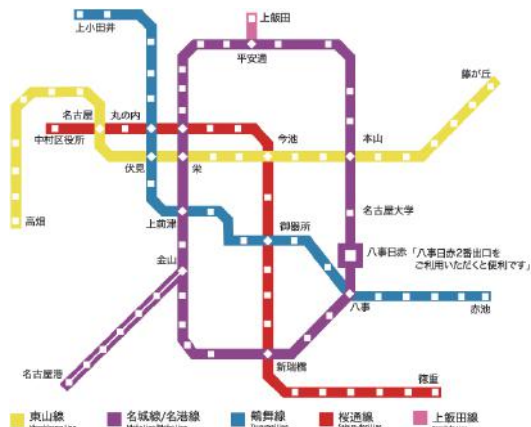 上飯田
上小田井
平安通
藤が丘
名古屋
丸の内
中村区役所
今池
本山
伏見
栄
高畑
上前津
御器所
名古屋大学
金山
八事日赤「八事日赤2番出口を
ご利用いただくと便利です」
八事
赤池
名古屋港
新瑞橋
徳重
東山線
名城線/名港線
鶴舞線
桜通線
上飯田線